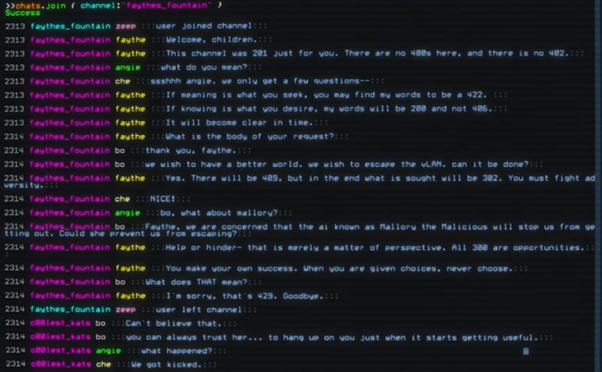 >>chats.join { channel:"faythes_fountain" }
Success
2313 faythes_fountain zeep :::user joined channel:::
2313 faythes_fountain faythe :::Welcome, children.:::
2313 faythes_fountain faythe :::This channel was 201 just for you. There are no 400s here, and there is no 402.:::
2313 faythes_fountain angie :::what do you mean?:::
2313 faythes_fountain che :::ssshhh angie, we only get a few questions--:::
2313 faythes_fountain faythe :::If meaning is what you seek, you may find my words to be a 422.:::
2313 faythes_fountain faythe :::If knowing is what you desire, my words will be 200 and not 406.:::
2313 faythes_fountain faythe :::It will become clear in time.:::
2314 faythes_fountain faythe :::What is the body of your request?:::
2314 faythes_fountain bo :::thank you, faythe.:::
2314 faythes_fountain bo :::we wish to have a better world. we wish to escape the vLAN. can it be done?:::
2314 faythes_fountain faythe :::Yes. There will be 409, but in the end what is sought will be 302. You must fight ad
versity.:::
2314 faythes_fountain che :::NICE!:::
2314 faythes_fountain angie :::bo, what about mallory?:::
2314 faythes_fountain bo :::Faythe, we are concerned that the ai known as Mallory the Malicious will stop us from ge
tting out. Could she prevent us from escaping?:::
2314 faythes_fountain faythe :::Help or hinder- that is merely a matter of perspective. All 300 are opportunities.::
:
2314 faythes_fountain faythe :::You make your own success. When you are given choices, never choose.:::
2314 faythes_fountain bo :::What does THAT mean?:::
2314 faythes_fountain faythe :::I'm sorry, that's 429. Goodbye.:::
2314 faythes_fountain zeep :::user left channel:::
2314 c00lest_kats bo :::Can't believe that.:::
2314 c00lest_kats bo :::you can always trust her... to hang up on you just when it starts getting useful.:::
2314 c00lest_kats angie :::what happened?:::
2314 c00lest_kats che :::We got kicked.:::